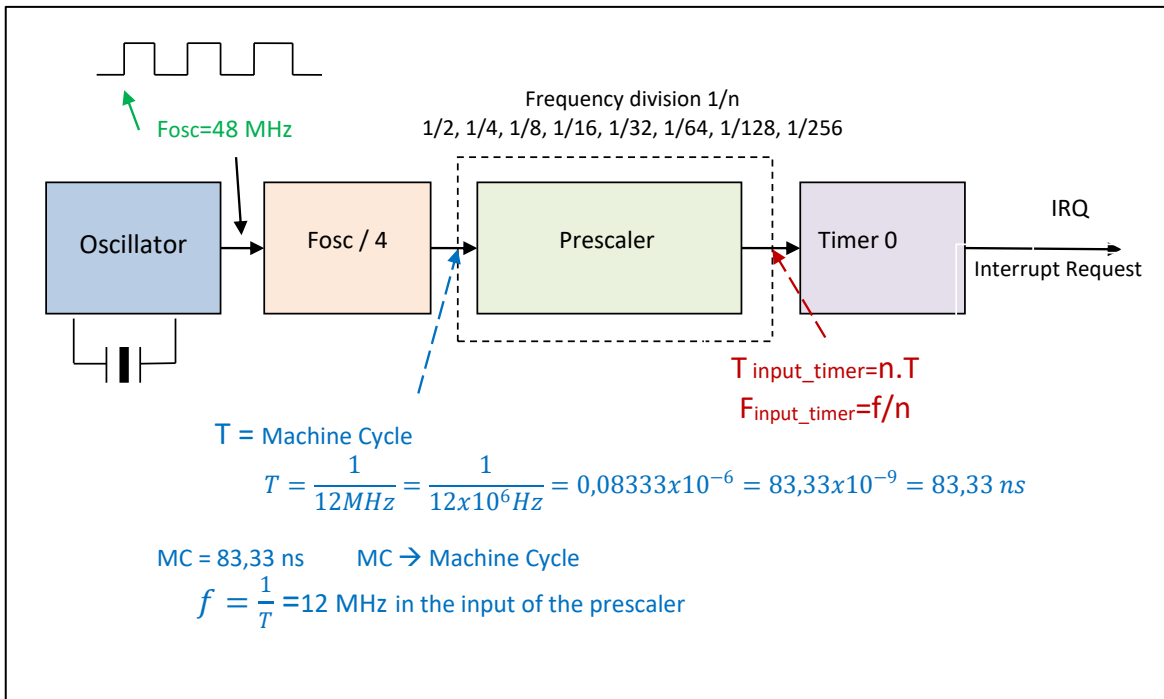 Frequency division 1/n
1/2, 1/4, 1/8, 1/16, 1/32, 1/64, 1/128, 1/256
Fosc=48 MHz
Oscillator
Fosc / 4
Prescaler
Timer 0
IRQ
Interrupt Request
T input_timer=n.T
Finput_timer=f/n
T = Machine Cycle
T = 1/12MHz = 1/12x10⁶Hz = 0,08333x10⁻⁶ = 83,33x10⁻⁹ = 83,33 ns
MC = 83,33 ns MC → Machine Cycle
f = 1/T =12 MHz in the input of the prescaler